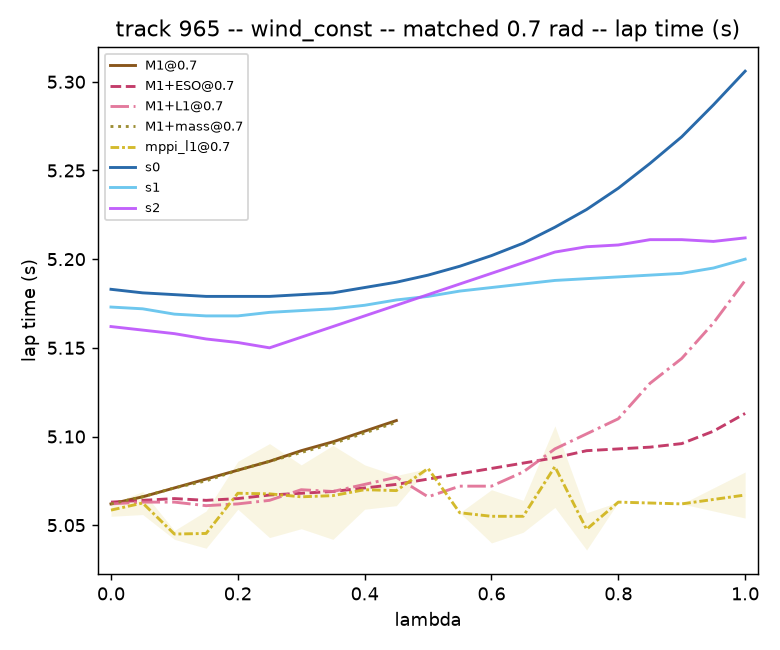 track 965 -- wind_const -- matched 0.7 rad -- lap time (s)
M1@0.7
M1+ESO@0.7
M1+L1@0.7
M1+mass@0.7
mppi_l1@0.7
s0
s1
s2
lap time (s)
5.30
5.25
5.20
5.15
5.10
5.05
0.0 0.2 0.4 0.6 0.8 1.0
lambda